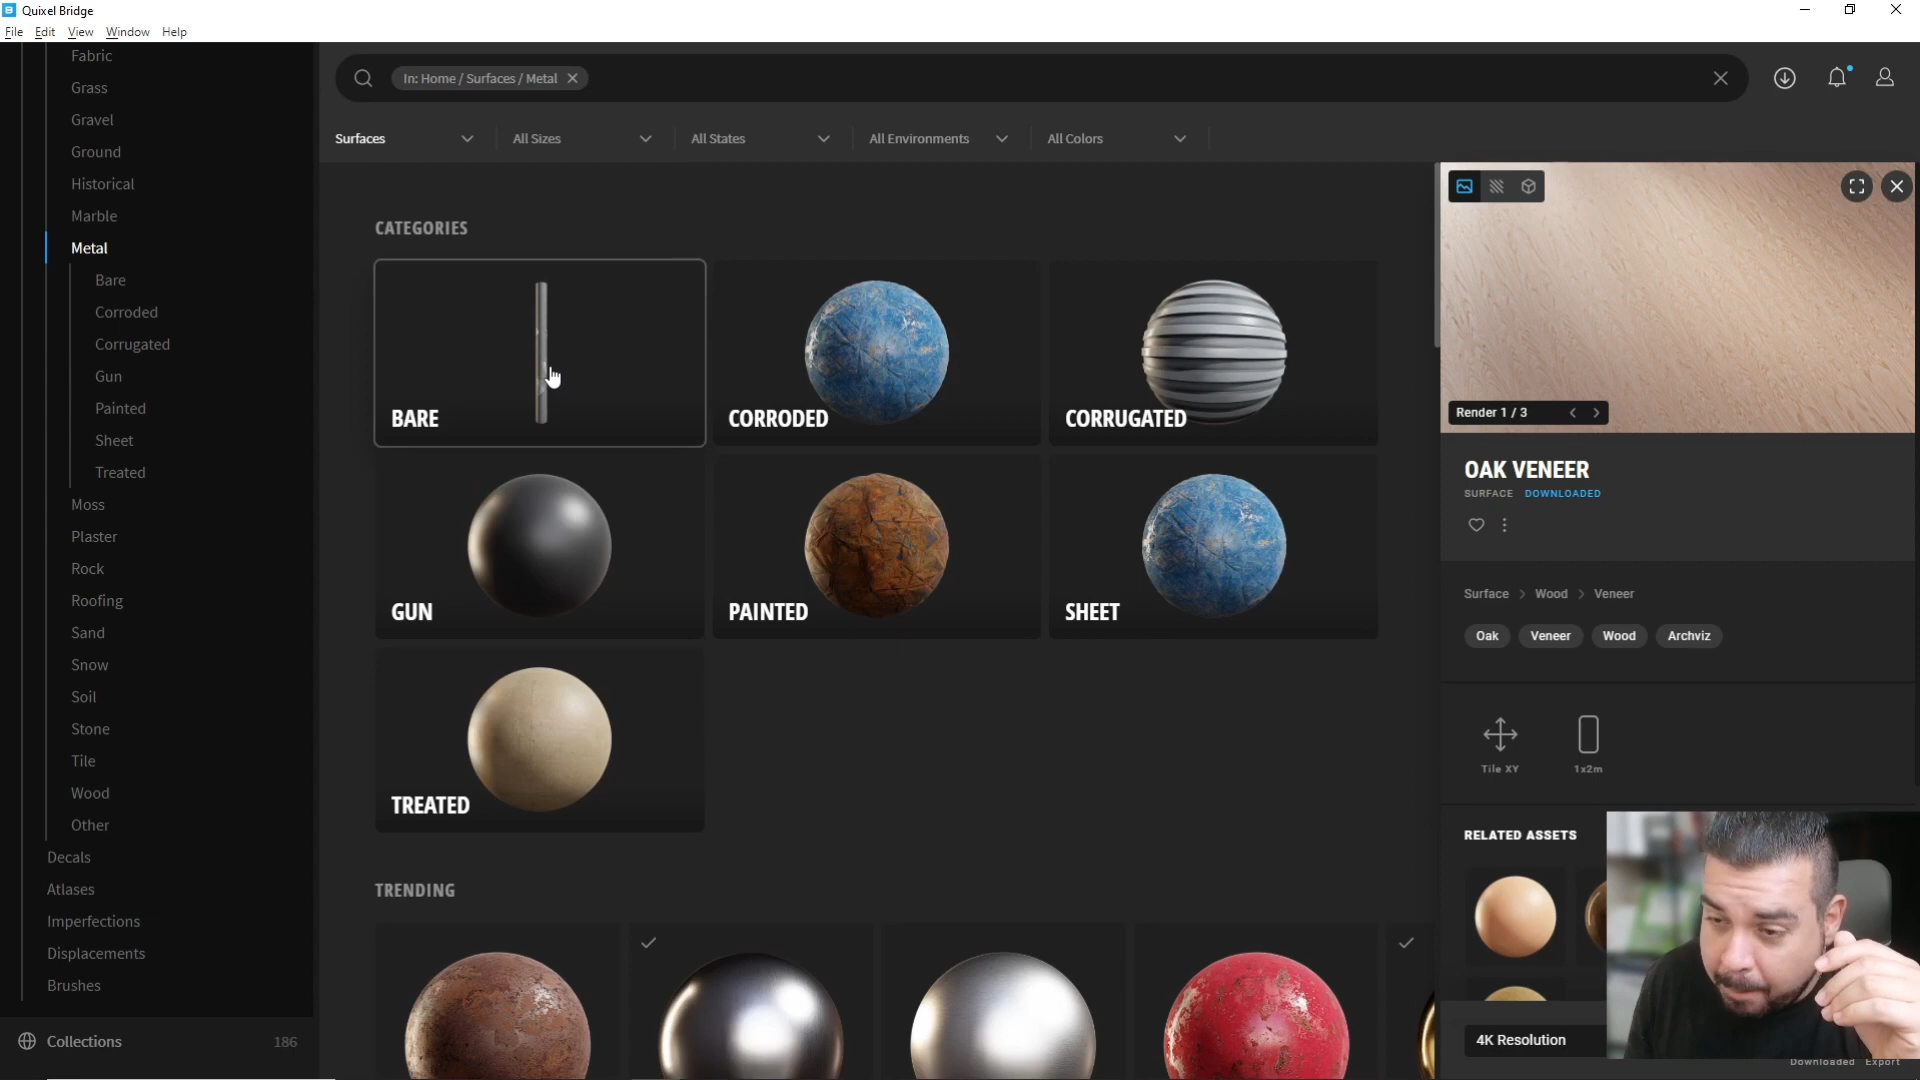 Quixel Bridge
File Edit View Window Help
Fabric
Grass
Gravel
Ground
Historical
Marble
Metal
Bare
Corroded
Corrugated
Gun
Painted
Sheet
Treated
Moss
Plaster
Rock
Roofing
Sand
Snow
Soil
Stone
Tile
Wood
Other
Decals
Atlases
Imperfections
Displacements
Brushes
Collections 186
In: Home / Surfaces / Metal
Surfaces All Sizes All States All Environments All Colors
CATEGORIES
BARE CORRODED CORRUGATED
GUN PAINTED SHEET
TREATED
TRENDING
Render 1 / 3
OAK VENEER
SURFACE DOWNLOADED
Surface > Wood > Veneer
Oak Veneer Wood Archviz
Tile XY 1x2m
RELATED ASSETS
4K Resolution
Downloaded Export